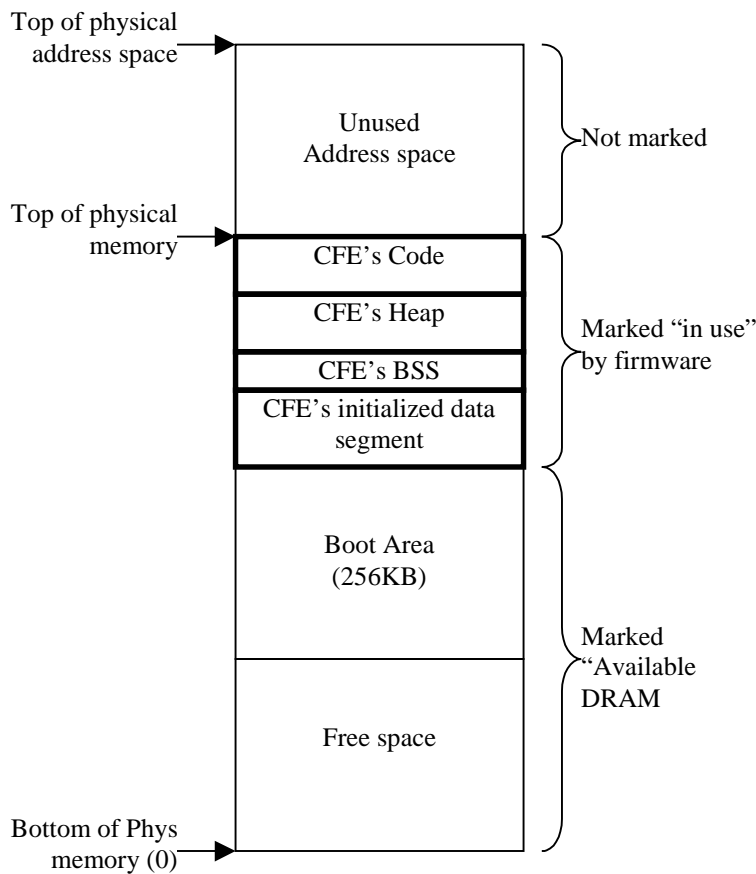 Top of physical
address space
Unused
Address space
Not marked
Top of physical
memory
CFE’s Code
CFE’s Heap
CFE’s BSS
CFE’s initialized data
segment
Marked “in use”
by firmware
Boot Area
(256KB)
Marked
“Available
DRAM
Free space
Bottom of Phys
memory (0)